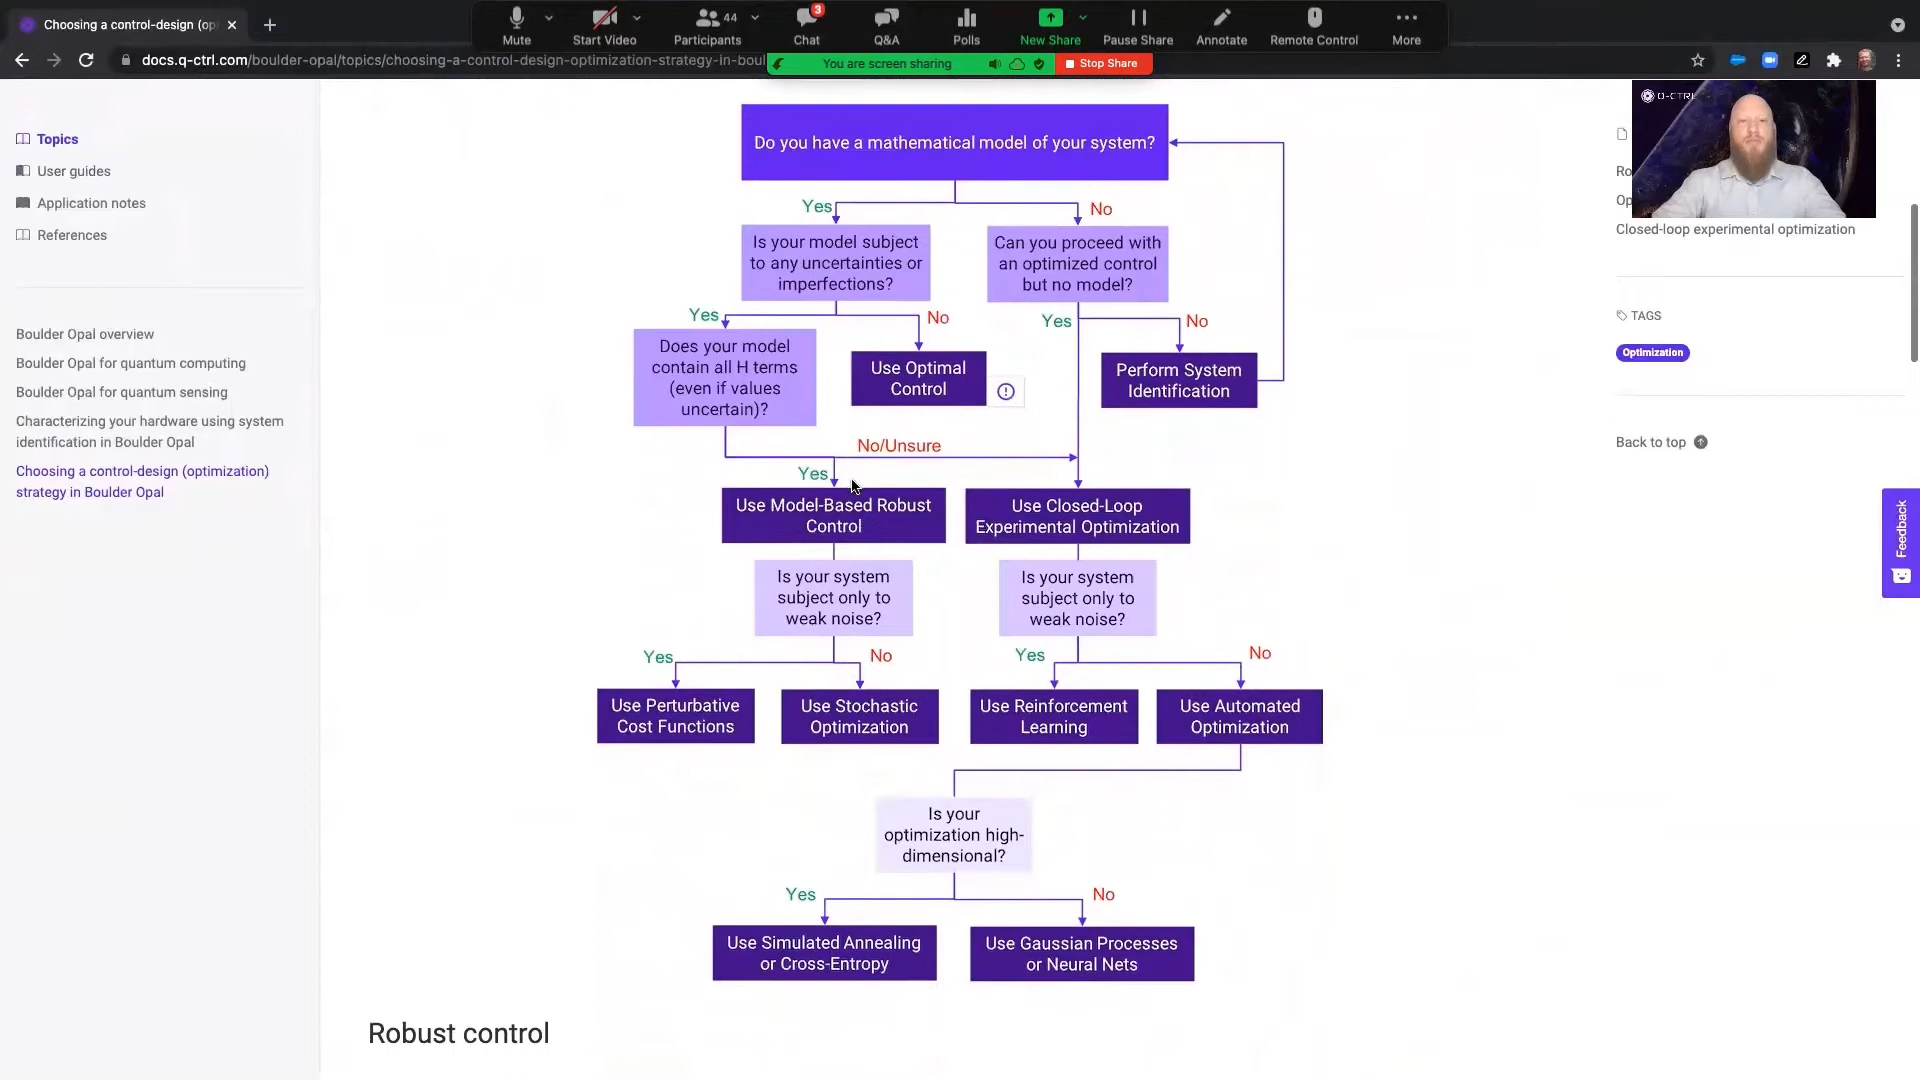 Choosing a control-design (op
Mute
Start Video
44
Participants
3
Chat
Q&A
Polls
New Share
Pause Share
Annotate
Remote Control
More
docs.q-ctrl.com/boulder-opal/topics/choosing-a-control-design-optimization-strategy-in-boul
You are screen sharing
Stop Share
Topics
User guides
Application notes
References
Boulder Opal overview
Boulder Opal for quantum computing
Boulder Opal for quantum sensing
Characterizing your hardware using system
identification in Boulder Opal
Choosing a control-design (optimization)
strategy in Boulder Opal
Do you have a mathematical model of your system?
Yes
No
Is your model subject
to any uncertainties or
imperfections?
Can you proceed with
an optimized control
but no model?
Yes
No
Yes
No
Does your model
contain all H terms
(even if values
uncertain)?
Use Optimal
Control
Perform System
Identification
No/Unsure
Yes
Use Model-Based Robust
Control
Use Closed-Loop
Experimental Optimization
Is your system
subject only to
weak noise?
Is your system
subject only to
weak noise?
Yes
No
Yes
No
Use Perturbative
Cost Functions
Use Stochastic
Optimization
Use Reinforcement
Learning
Use Automated
Optimization
Is your
optimization high-
dimensional?
Yes
No
Use Simulated Annealing
or Cross-Entropy
Use Gaussian Processes
or Neural Nets
Robust control
Q-CTRL
Ro
Op
Closed-loop experimental optimization
TAGS
Optimization
Back to top
Feedback